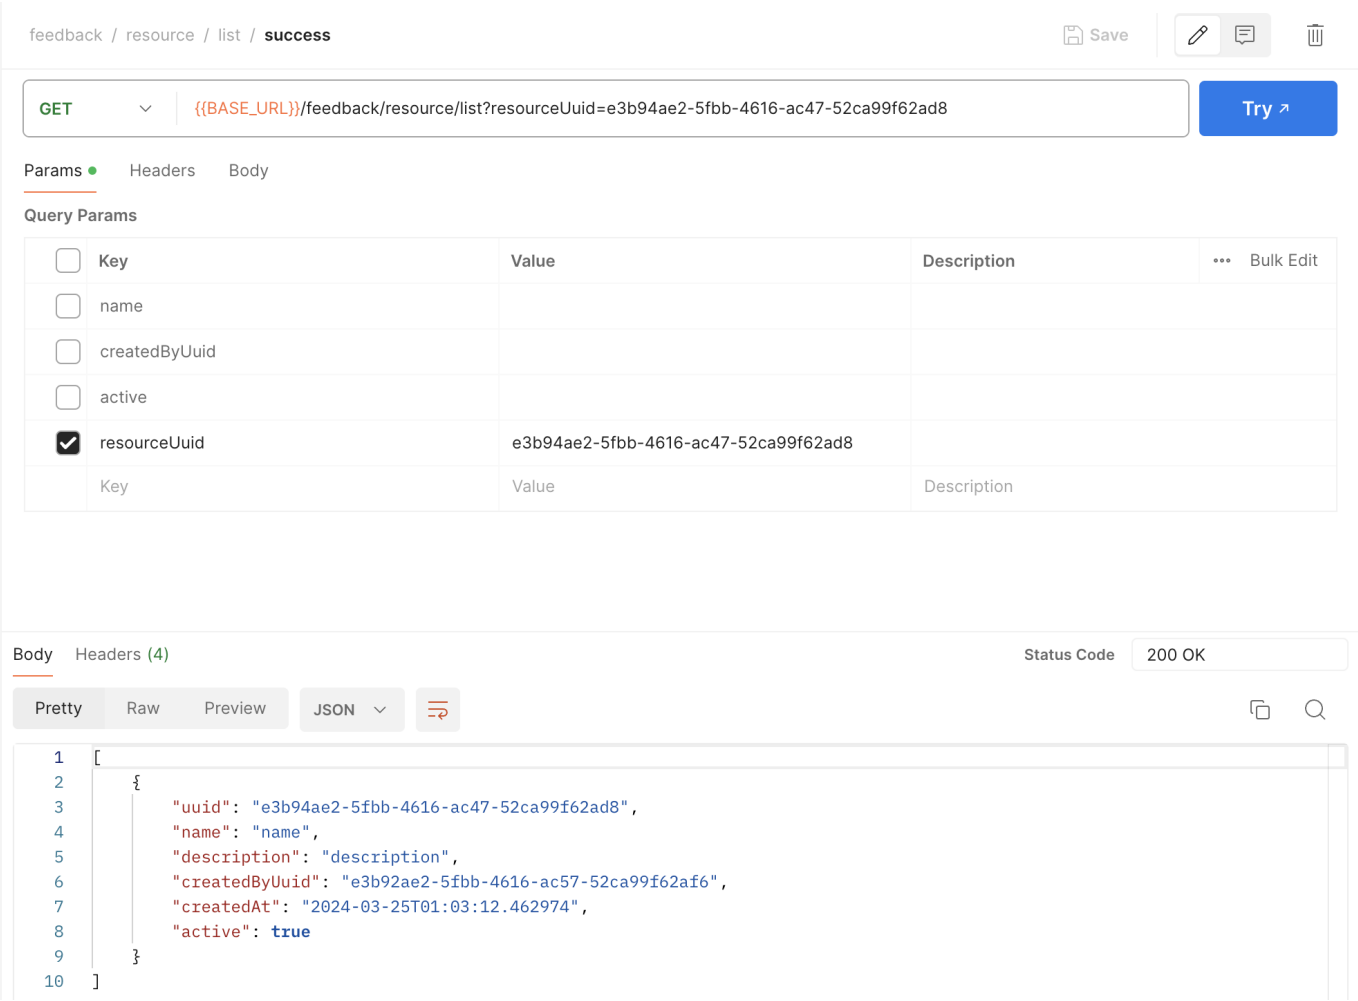 feedback / resource / list / success
Save
GET
{{BASE_URL}}/feedback/resource/list?resourceUuid=e3b94ae2-5fbb-4616-ac47-52ca99f62ad8
Try ↗
Params Headers Body
Query Params
Key Value Description ••• Bulk Edit
name
createdByUuid
active
resourceUuid e3b94ae2-5fbb-4616-ac47-52ca99f62ad8
Key Value Description
Body Headers (4) Status Code 200 OK
Pretty Raw Preview JSON
1 [
2 {
3 "uuid": "e3b94ae2-5fbb-4616-ac47-52ca99f62ad8",
4 "name": "name",
5 "description": "description",
6 "createdByUuid": "e3b92ae2-5fbb-4616-ac57-52ca99f62af6",
7 "createdAt": "2024-03-25T01:03:12.462974",
8 "active": true
9 }
10 ]